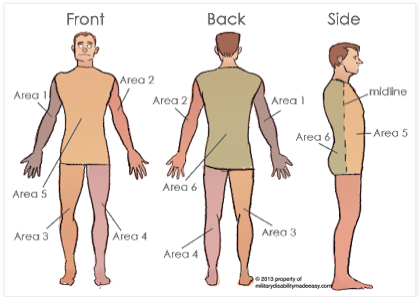 Front
Back
Side
Area 1
Area 2
Area 5
Area 3
Area 4
Area 2
Area 1
Area 6
Area 3
Area 4
midline
Area 5
Area 6
© 2013 property of
militarydisabilitymadeeasy.com